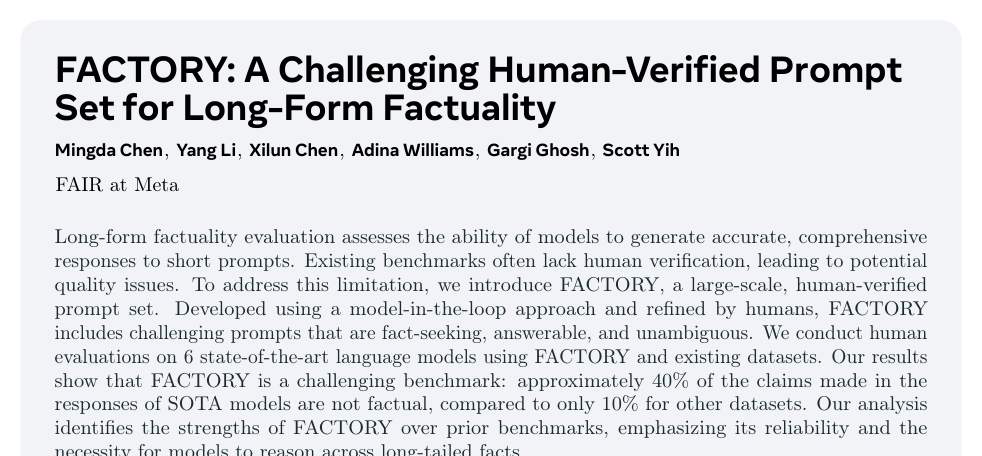 FACTORY: A Challenging Human-Verified Prompt
Set for Long-Form Factuality
Mingda Chen, Yang Li, Xilun Chen, Adina Williams, Gargi Ghosh, Scott Yih
FAIR at Meta
Long-form factuality evaluation assesses the ability of models to generate accurate, comprehensive
responses to short prompts. Existing benchmarks often lack human verification, leading to potential
quality issues. To address this limitation, we introduce FACTORY, a large-scale, human-verified
prompt set. Developed using a model-in-the-loop approach and refined by humans, FACTORY
includes challenging prompts that are fact-seeking, answerable, and unambiguous. We conduct human
evaluations on 6 state-of-the-art language models using FACTORY and existing datasets. Our results
show that FACTORY is a challenging benchmark: approximately 40% of the claims made in the
responses of SOTA models are not factual, compared to only 10% for other datasets. Our analysis
identifies the strengths of FACTORY over prior benchmarks, emphasizing its reliability and the
necessity for models to reason across long-tailed facts.